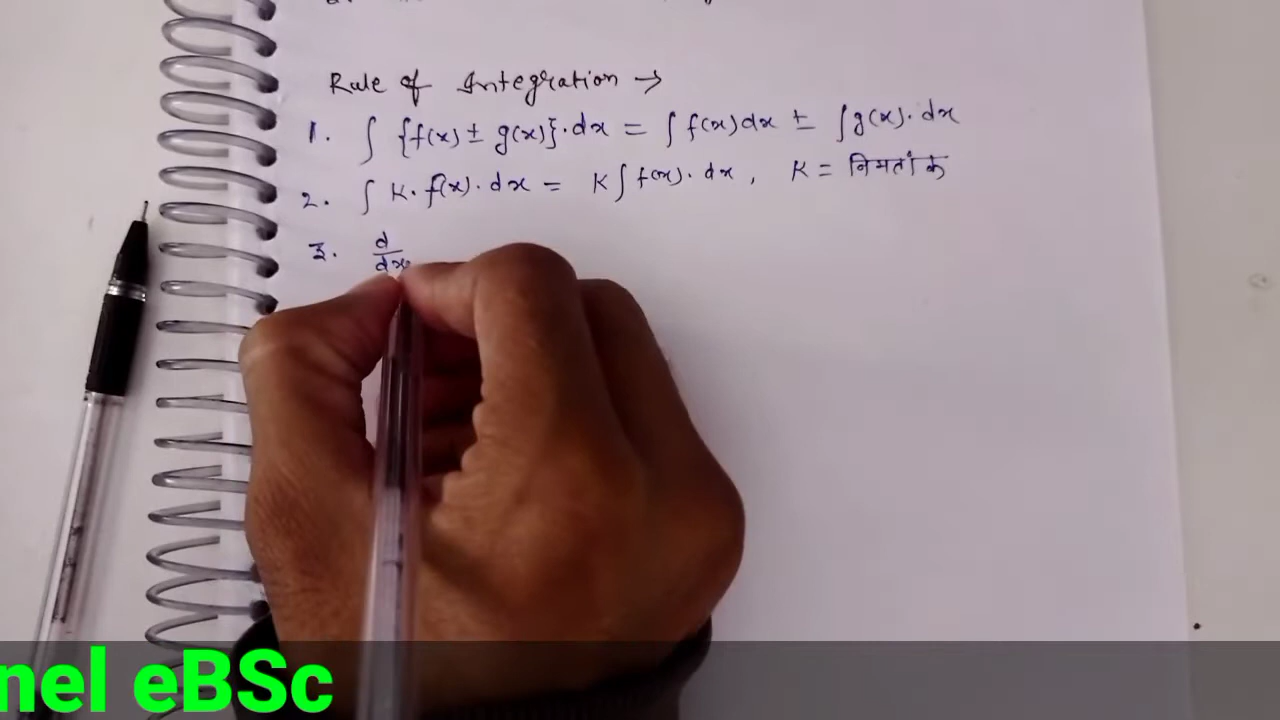 Rule of Integration →
1. ∫ {f(x) ± g(x)}·dx = ∫ f(x) dx ± ∫ g(x)·dx
2. ∫ K·f(x)·dx = K ∫ f(x)·dx , K = नियतांक
3. d/dx
nel eBSc